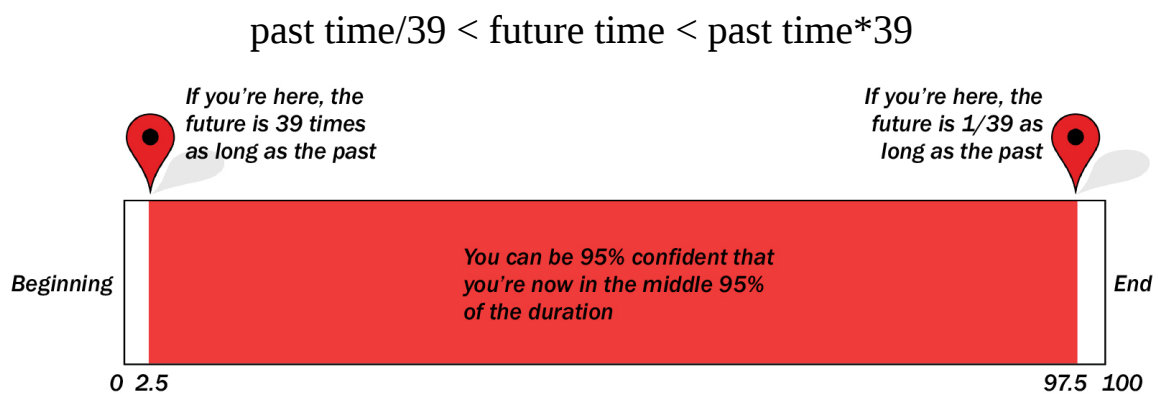 past time/39 < future time < past time*39
If you’re here, the
future is 39 times
as long as the past
If you’re here, the
future is 1/39 as
long as the past
Beginning
You can be 95% confident that
you’re now in the middle 95%
of the duration
End
0 2.5
97.5 100